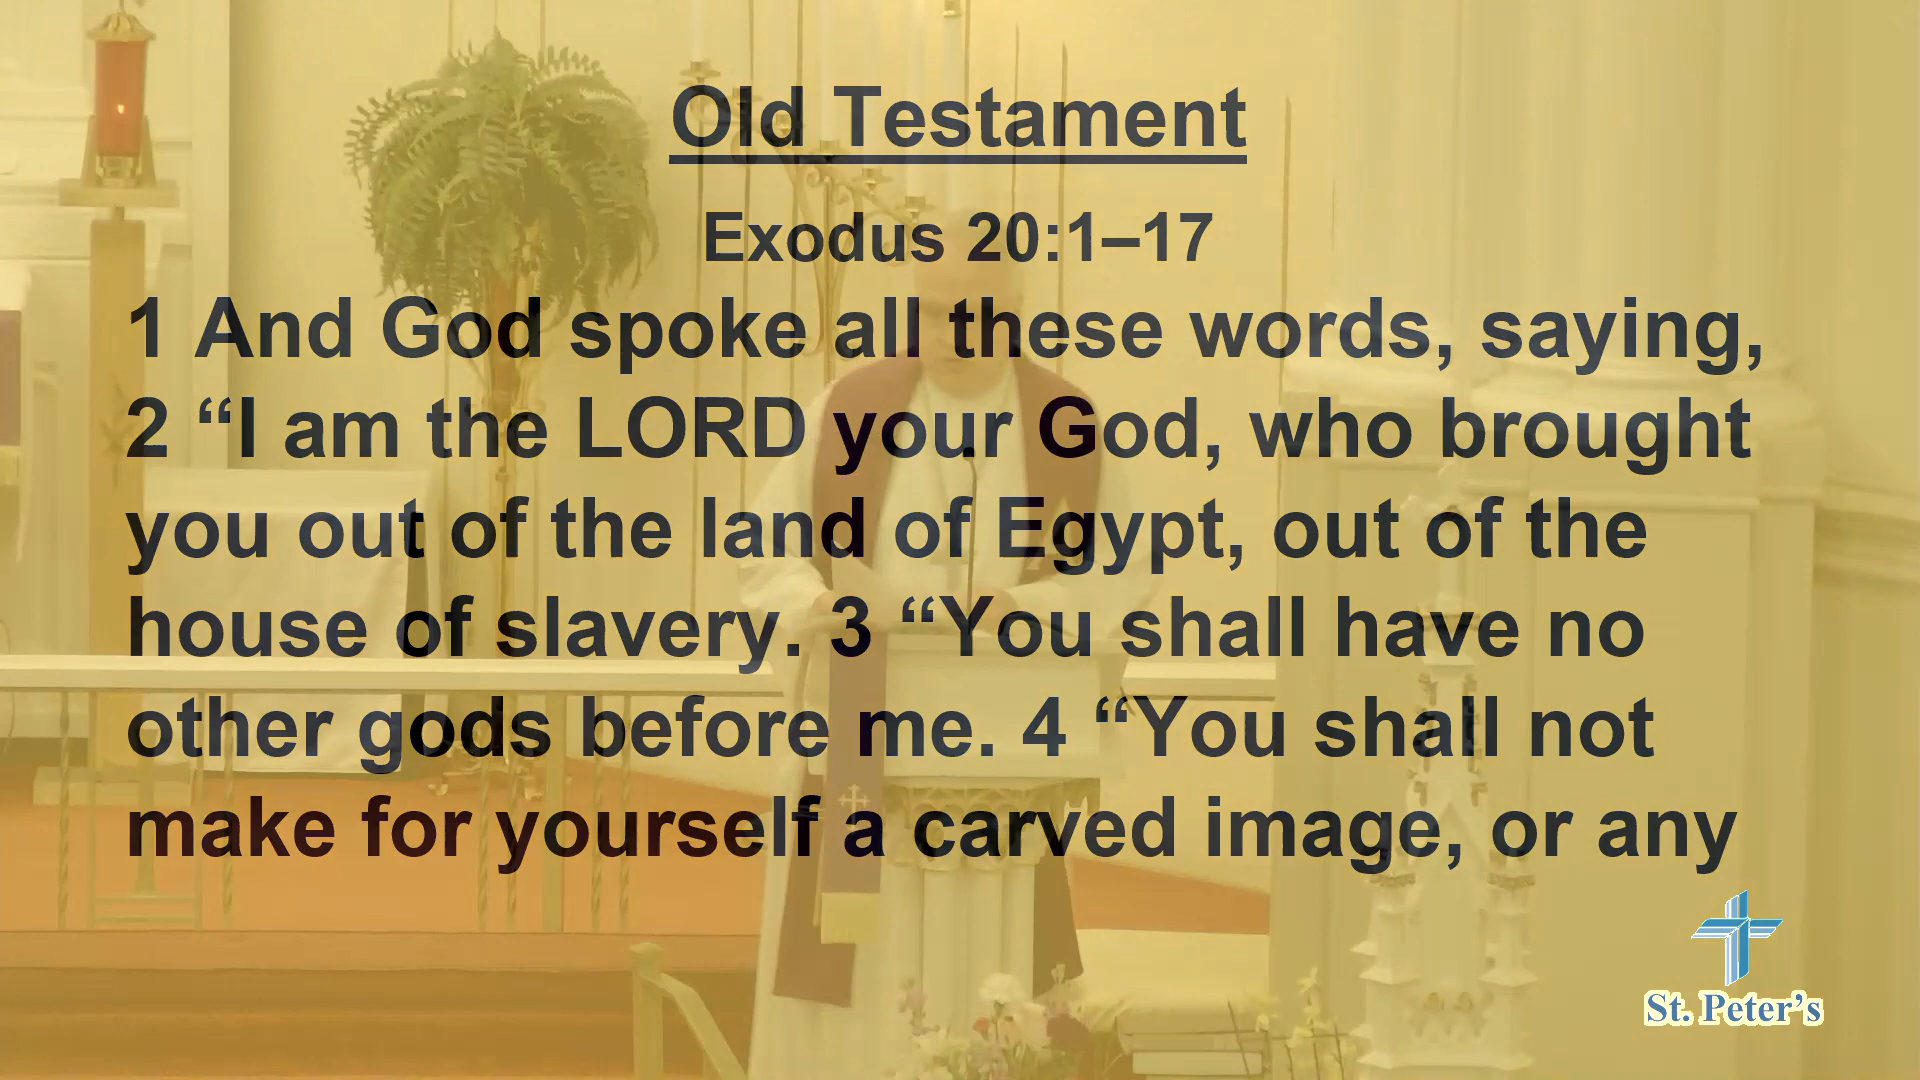 Old Testament
Exodus 20:1–17
1 And God spoke all these words, saying,
2 “I am the LORD your God, who brought
you out of the land of Egypt, out of the
house of slavery. 3 “You shall have no
other gods before me. 4 “You shall not
make for yourself a carved image, or any
St. Peter’s